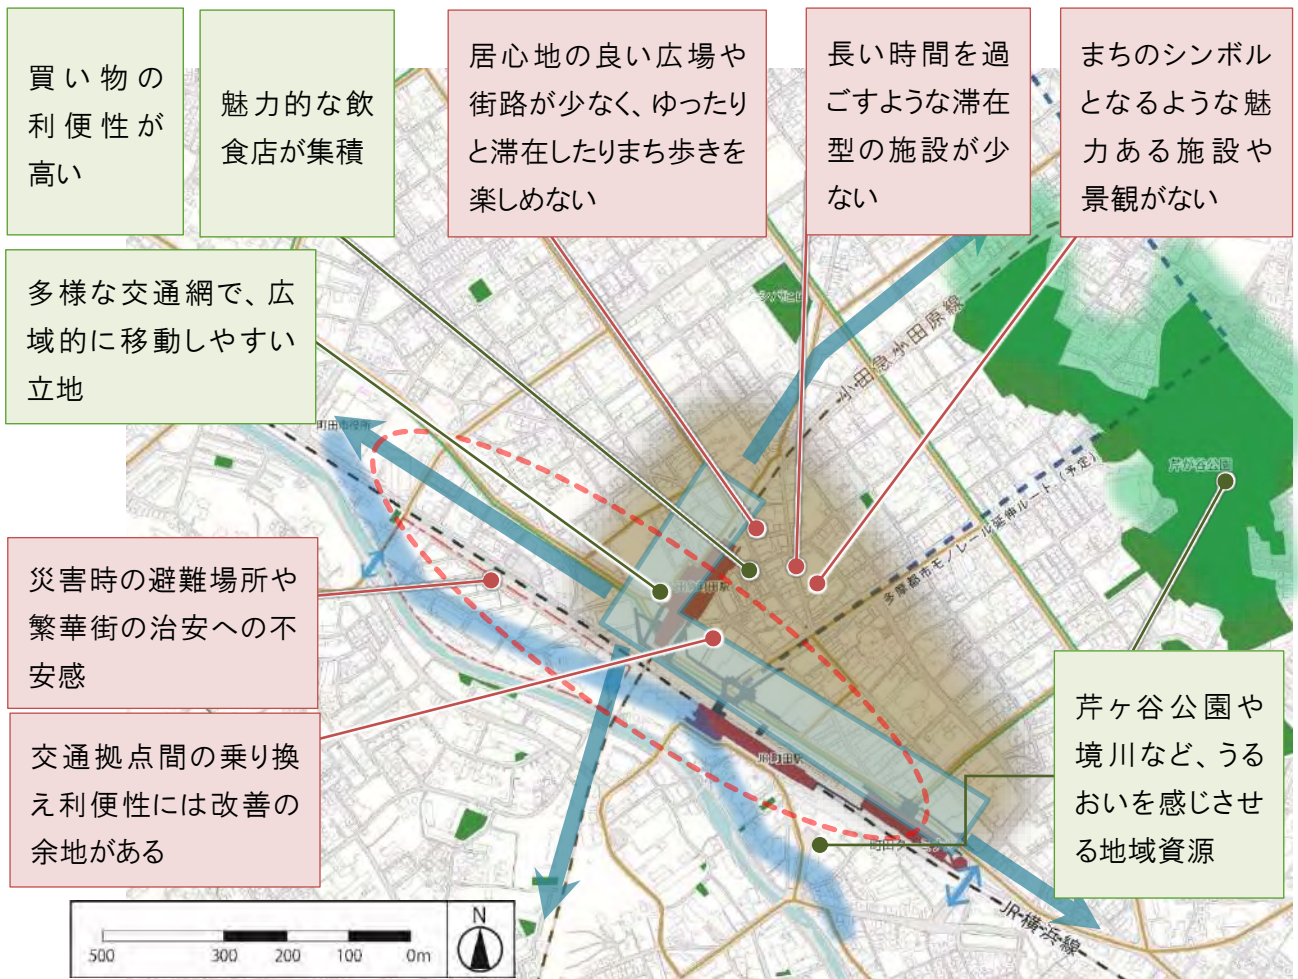 買い物の
利便性が
高い
魅力的な飲
食店が集積
居心地の良い広場や
街路が少なく、ゆったり
と滞在したりまち歩きを
楽しめない
長い時間を過
ごすような滞在
型の施設が少
ない
まちのシンボル
となるような魅
力ある施設や
景観がない
多様な交通網で、広
域的に移動しやすい
立地
小田急小田原線
町田市役所
芹が谷公園
多摩都市モノレール延伸ルート(予定)
災害時の避難場所や
繁華街の治安への不
安感
交通拠点間の乗り換
え利便性には改善の
余地がある
JR町田駅
芹ヶ谷公園や
境川など、うる
おいを感じさせ
る地域資源
JR横浜線
N
500 300 200 100 0m